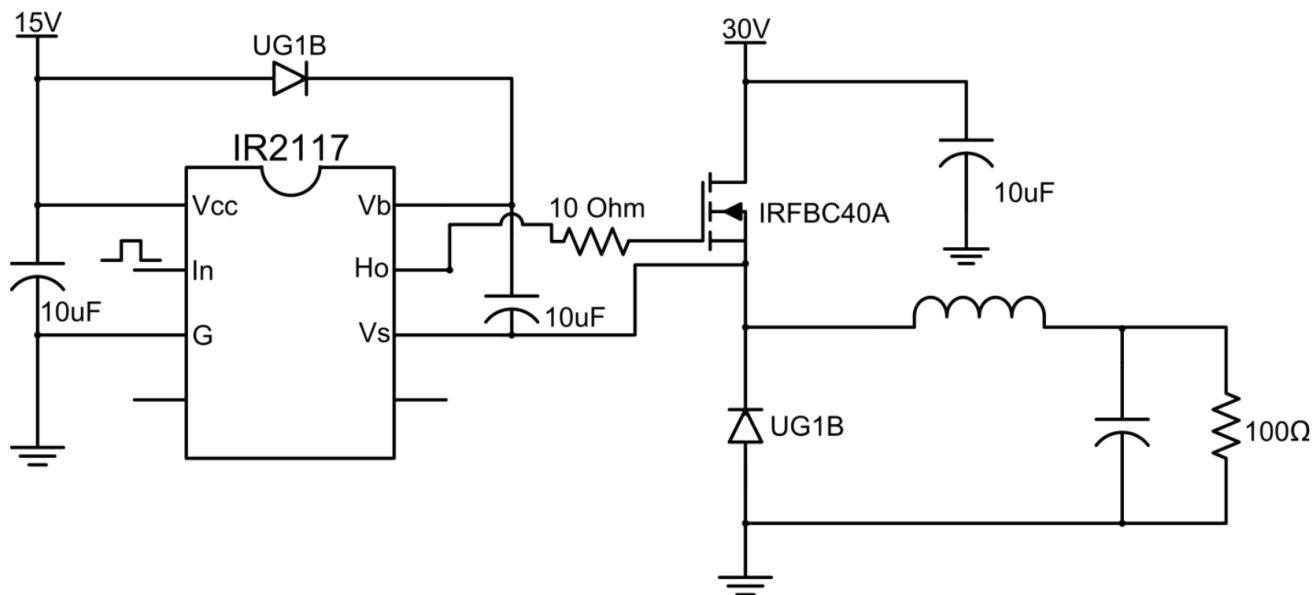 15V
UG1B
30V
IR2117
Vcc
Vb
10 Ohm
IRFBC40A
10uF
In
Ho
10uF
10uF
G
Vs
UG1B
100Ω